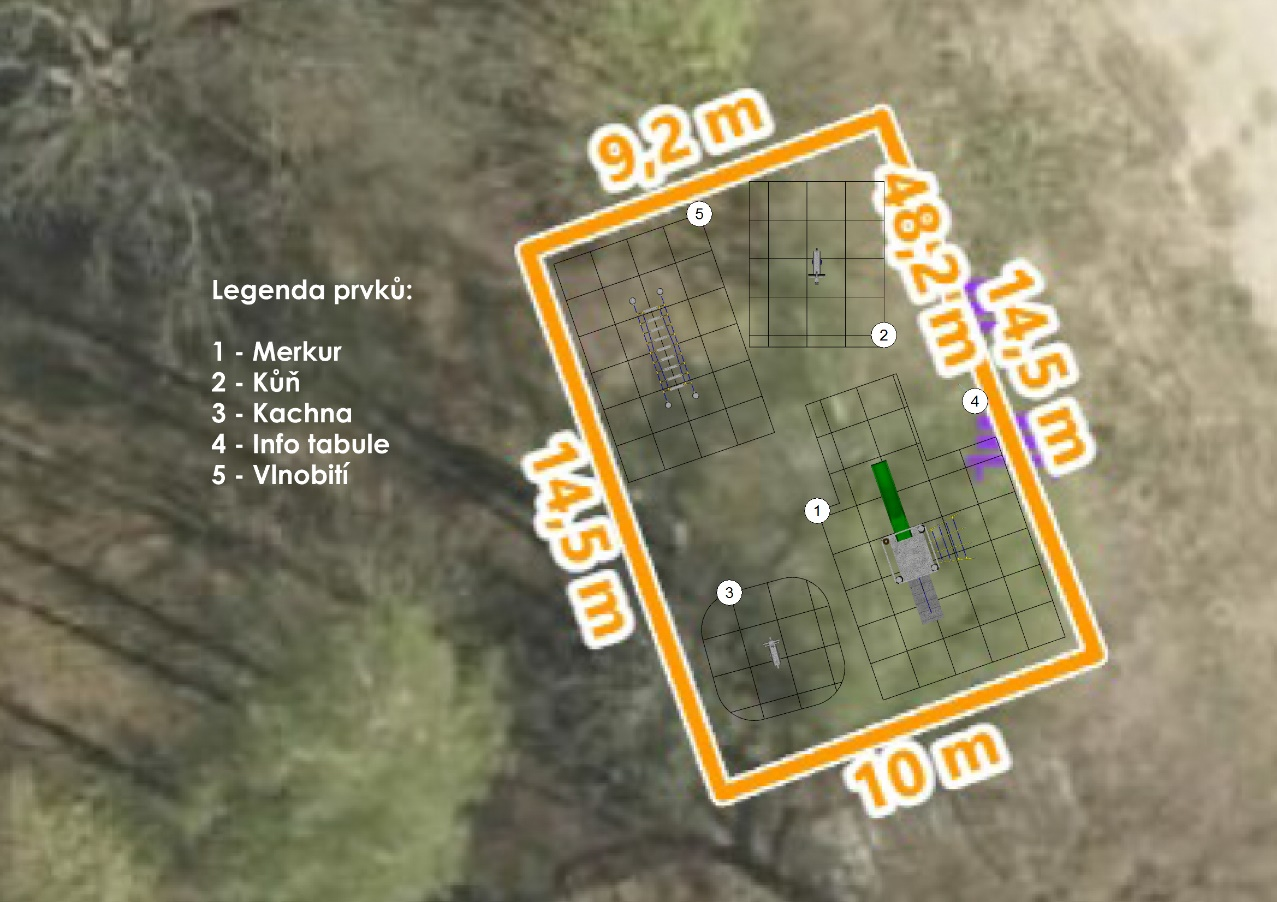 9,2 m
5
48,2 m
14,5 m
Legenda prvků:
1 - Merkur
2 - Kůň
3 - Kachna
4 - Info tabule
5 - Vlnobití
2
4
14,5 m
1
3
10 m